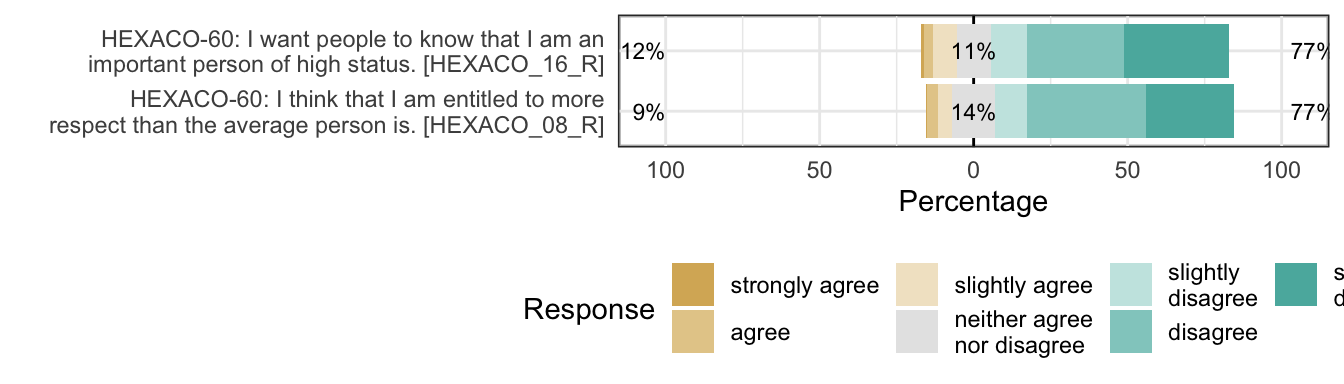 HEXACO-60: I want people to know that I am an
important person of high status. [HEXACO_16_R]
12%
11%
77%
HEXACO-60: I think that I am entitled to more
respect than the average person is. [HEXACO_08_R]
9%
14%
77%
100 50 0 50 100
Percentage
Response
strongly agree
agree
slightly agree
neither agree
nor disagree
slightly
disagree
disagree